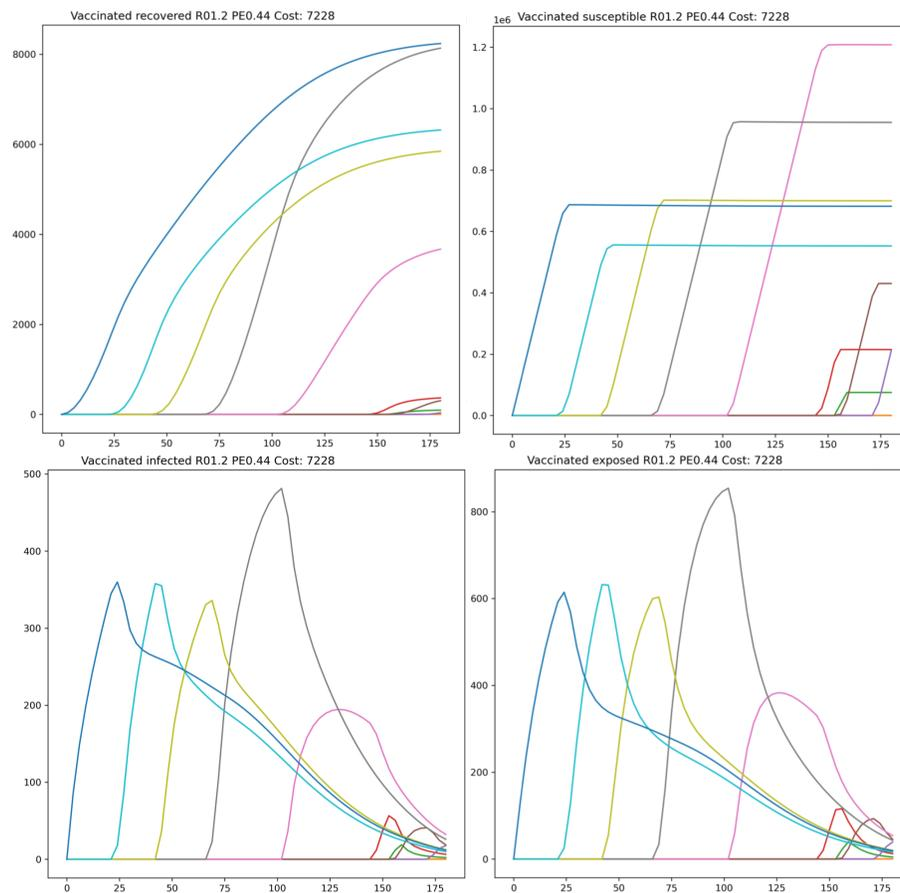 Vaccinated recovered R01.2 PE0.44 Cost: 7228
8000
6000
4000
2000
0
0 25 50 75 100 125 150 175
1e6 Vaccinated susceptible R01.2 PE0.44 Cost: 7228
1.2
1.0
0.8
0.6
0.4
0.2
0.0
0 25 50 75 100 125 150 175
Vaccinated infected R01.2 PE0.44 Cost: 7228
500
400
300
200
100
0
0 25 50 75 100 125 150 175
Vaccinated exposed R01.2 PE0.44 Cost: 7228
800
600
400
200
0
0 25 50 75 100 125 150 175